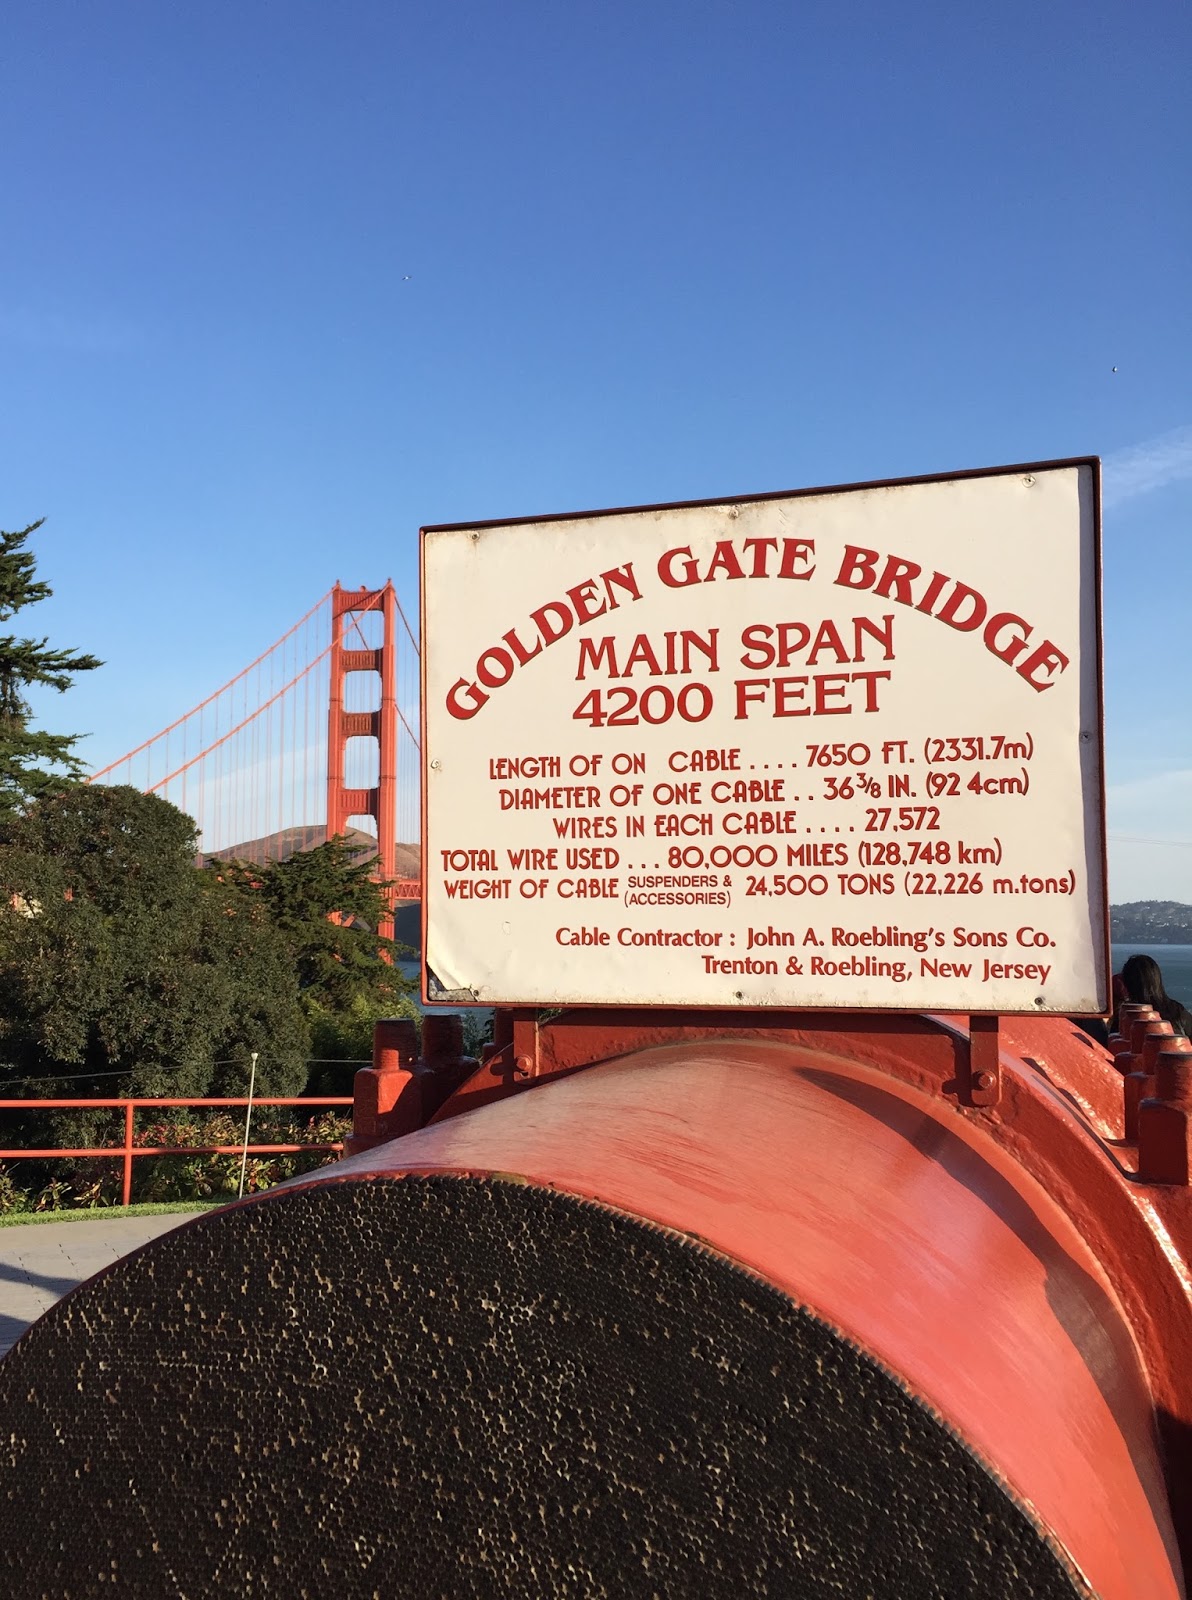 GOLDEN GATE BRIDGE
MAIN SPAN
4200 FEET
LENGTH OF ON CABLE .... 7650 FT. (2331.7m)
DIAMETER OF ONE CABLE .. 36 3/8 IN. (92 4cm)
WIRES IN EACH CABLE .... 27,572
TOTAL WIRE USED ... 80,000 MILES (128,748 km)
WEIGHT OF CABLE SUSPENDERS & (ACCESSORIES) 24,500 TONS (22,226 m.tons)
Cable Contractor : John A. Roebling's Sons Co.
Trenton & Roebling, New Jersey